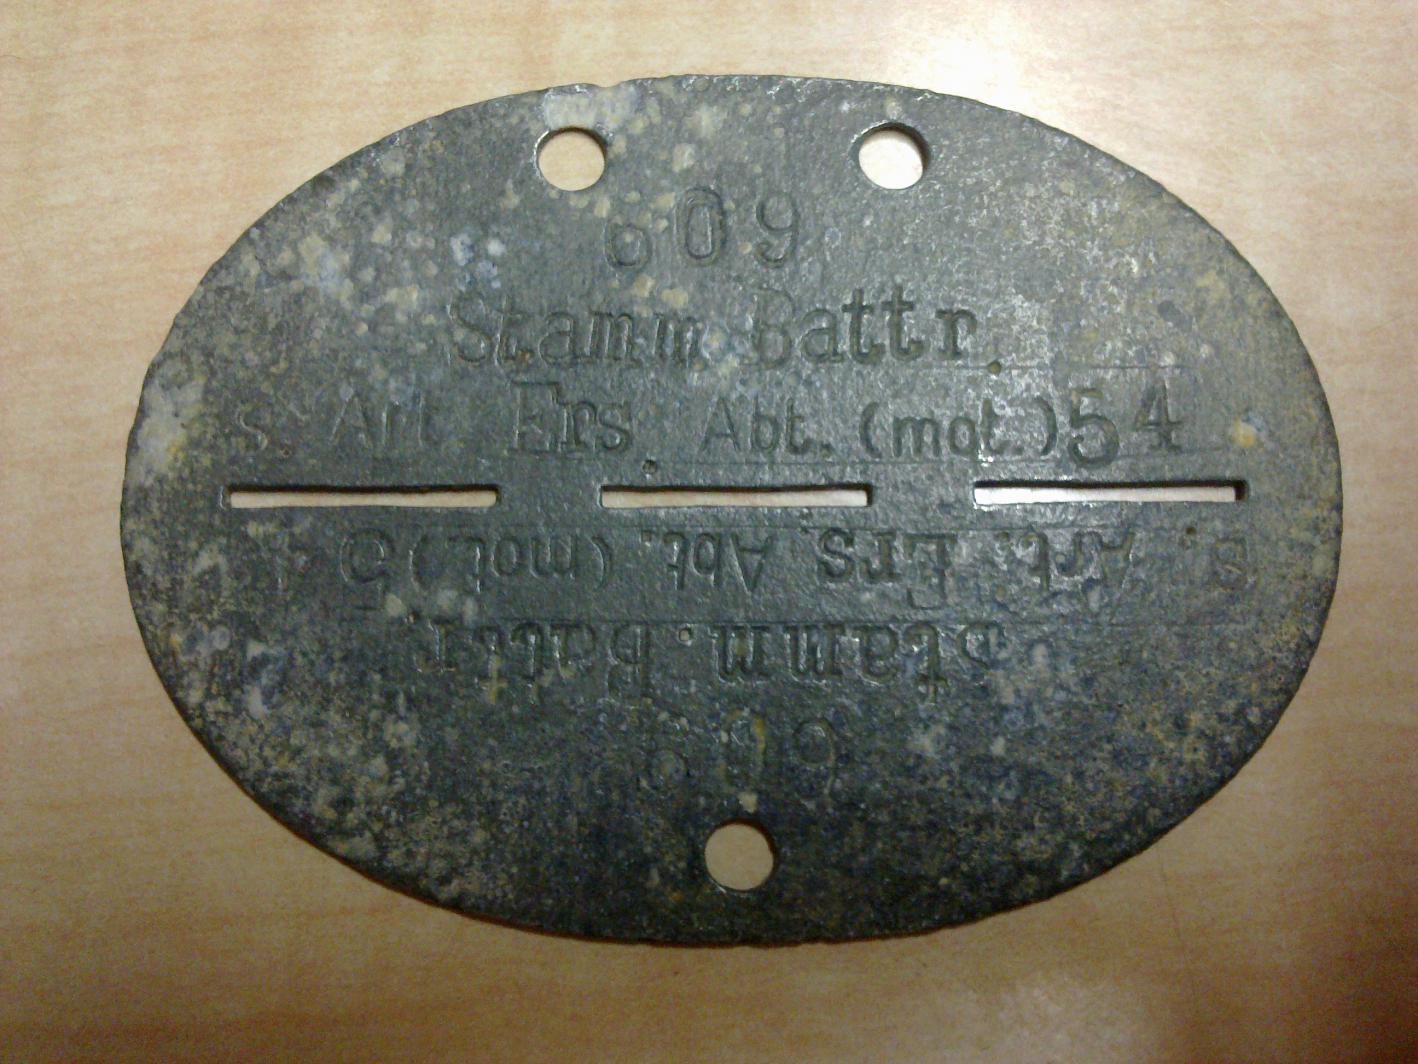 609
Stamm Battr.
s. Art Ers Abt. (mot.) 54
s. Art. Ers. Abt. (mot.) 54
Stamm. Battr.
609